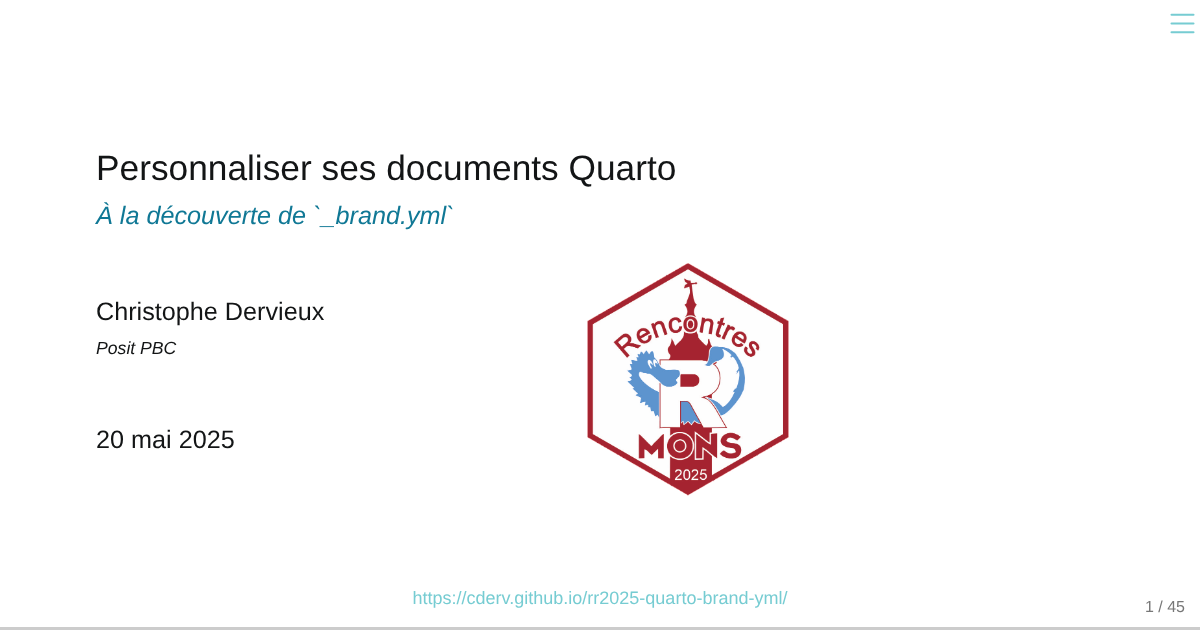 Personnaliser ses documents Quarto
À la découverte de `_brand.yml`
Christophe Dervieux
Posit PBC
20 mai 2025
Rencontres
R
MONS
2025
https://cderv.github.io/rr2025-quarto-brand-yml/
1 / 45